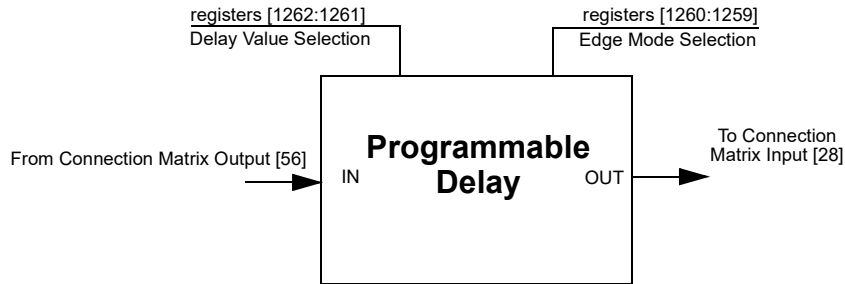 registers [1262:1261]
Delay Value Selection
registers [1260:1259]
Edge Mode Selection
From Connection Matrix Output [56]
IN
Programmable
Delay
OUT
To Connection
Matrix Input [28]